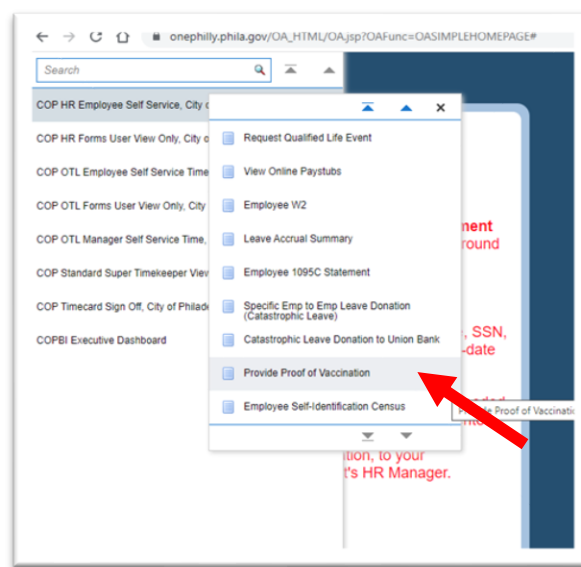 onephilly.phila.gov/OA_HTML/OA.jsp?OAFunc=OASIMPLEHOMEPAGE#
Search
COP HR Employee Self Service, City
COP HR Forms User View Only, City
COP OTL Employee Self Service Time
COP OTL Forms User View Only, City
COP OTL Manager Self Service Time,
COP Standard Super Timekeeper View
COP Timecard Sign Off, City of Philad
COPBI Executive Dashboard
Request Qualified Life Event
View Online Paystubs
Employee W2
Leave Accrual Summary
Employee 1095C Statement
Specific Emp to Emp Leave Donation
(Catastrophic Leave)
Catastrophic Leave Donation to Union Bank
Provide Proof of Vaccination
Employee Self-Identification Census
ment
round
, SSN,
-date
Proof of Vaccinatio
tion, to your
t's HR Manager.